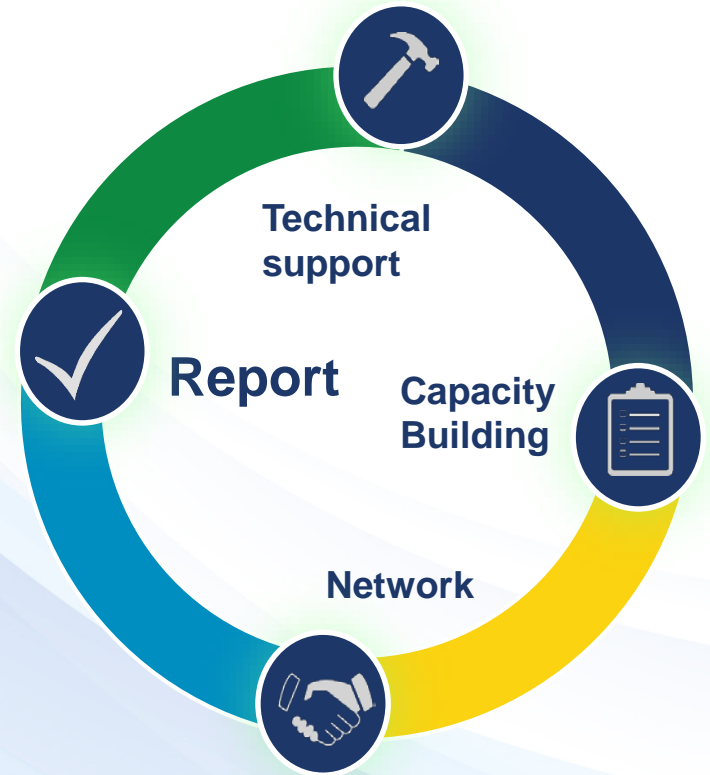 Technical
support
Report
Capacity
Building
Network